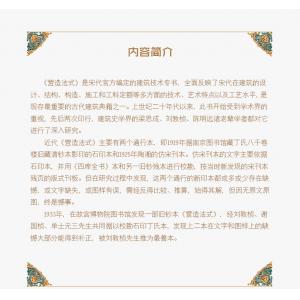 内容简介
《营造法式》是宋代官方编定的建筑技术专书，全面反映了宋代在建筑的设
计、结构、构造、施工和工料定额等多方面的技术、艺术特点以及工艺水平，是
现存最重要的古代建筑典籍之一。上世纪二十年代以来，此书开始受到学术界的
重视，先后两次印行，建筑史学界的梁思成、刘敦桢、陈明达诸老辈学者都对它
进行了深入研究。
近代《营造法式》主要有两个通行本，即1919年据南京图书馆藏丁氏八千卷
楼旧藏清钞本影印的石印本和1925年陶湘的仿宋刊本。仿宋刊本的文字主要依据
石印本，并用《四库全书》本和另一旧钞残本进行校勘，按当时新发现的宋刊本
残页的版式刊板。但在研究过程中发现，这两个通行的新印本都或多或少存在缺
憾，或文字缺失，或图样有误，需经反得比较、推算，始得其解，但因无原文原
图，终是憾事。
1933年，在故宫博物院图书馆发现一部旧钞本《营造法式》，经刘敦桢、谢
国桢、单士元三先生共同据以校勘石印丁氏本，发现上二本在文字和图样上的缺
憾大部分能得到补正，被刘敦桢先生推为最善本。